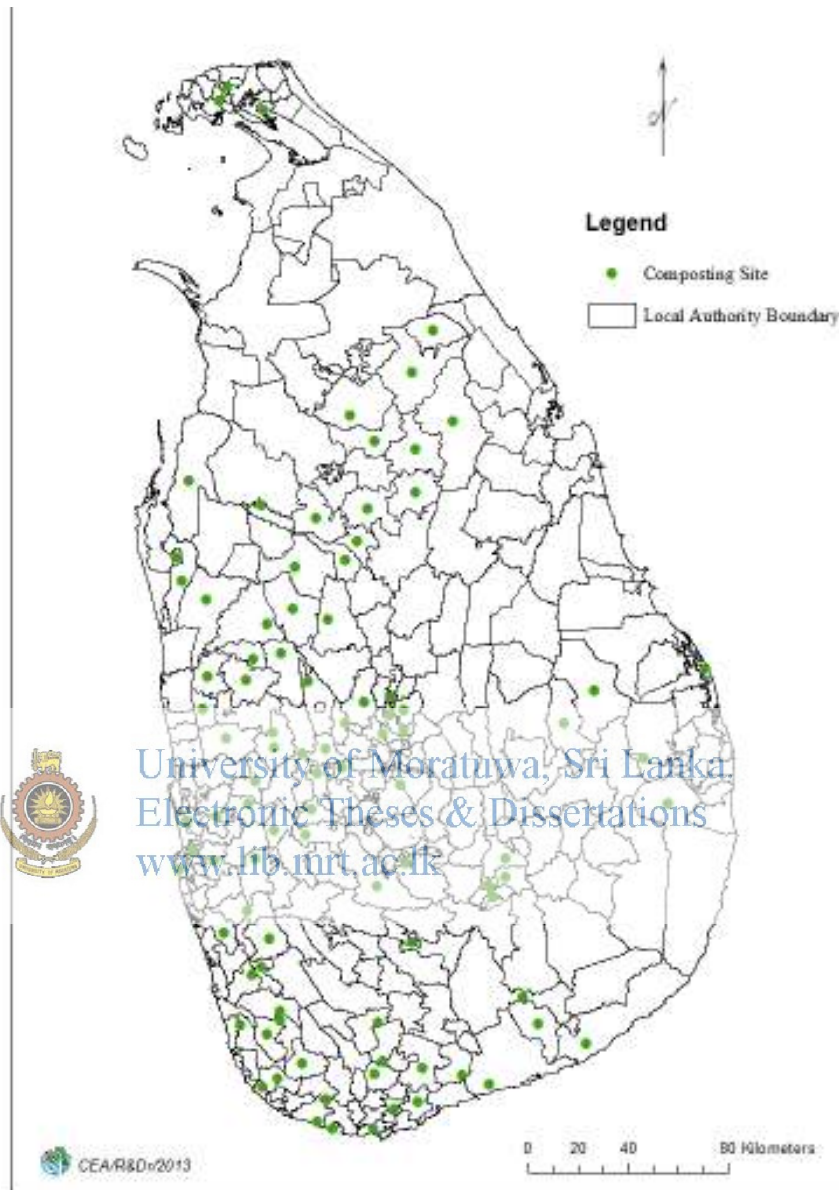 N
Legend
Composting Site
Local Authority Boundary
University of Moratuwa, Sri Lanka.
Electronic Theses & Dissertations
www.lib.mrt.ac.lk
CEA/R&D/2013
0 20 40 80 Kilometers